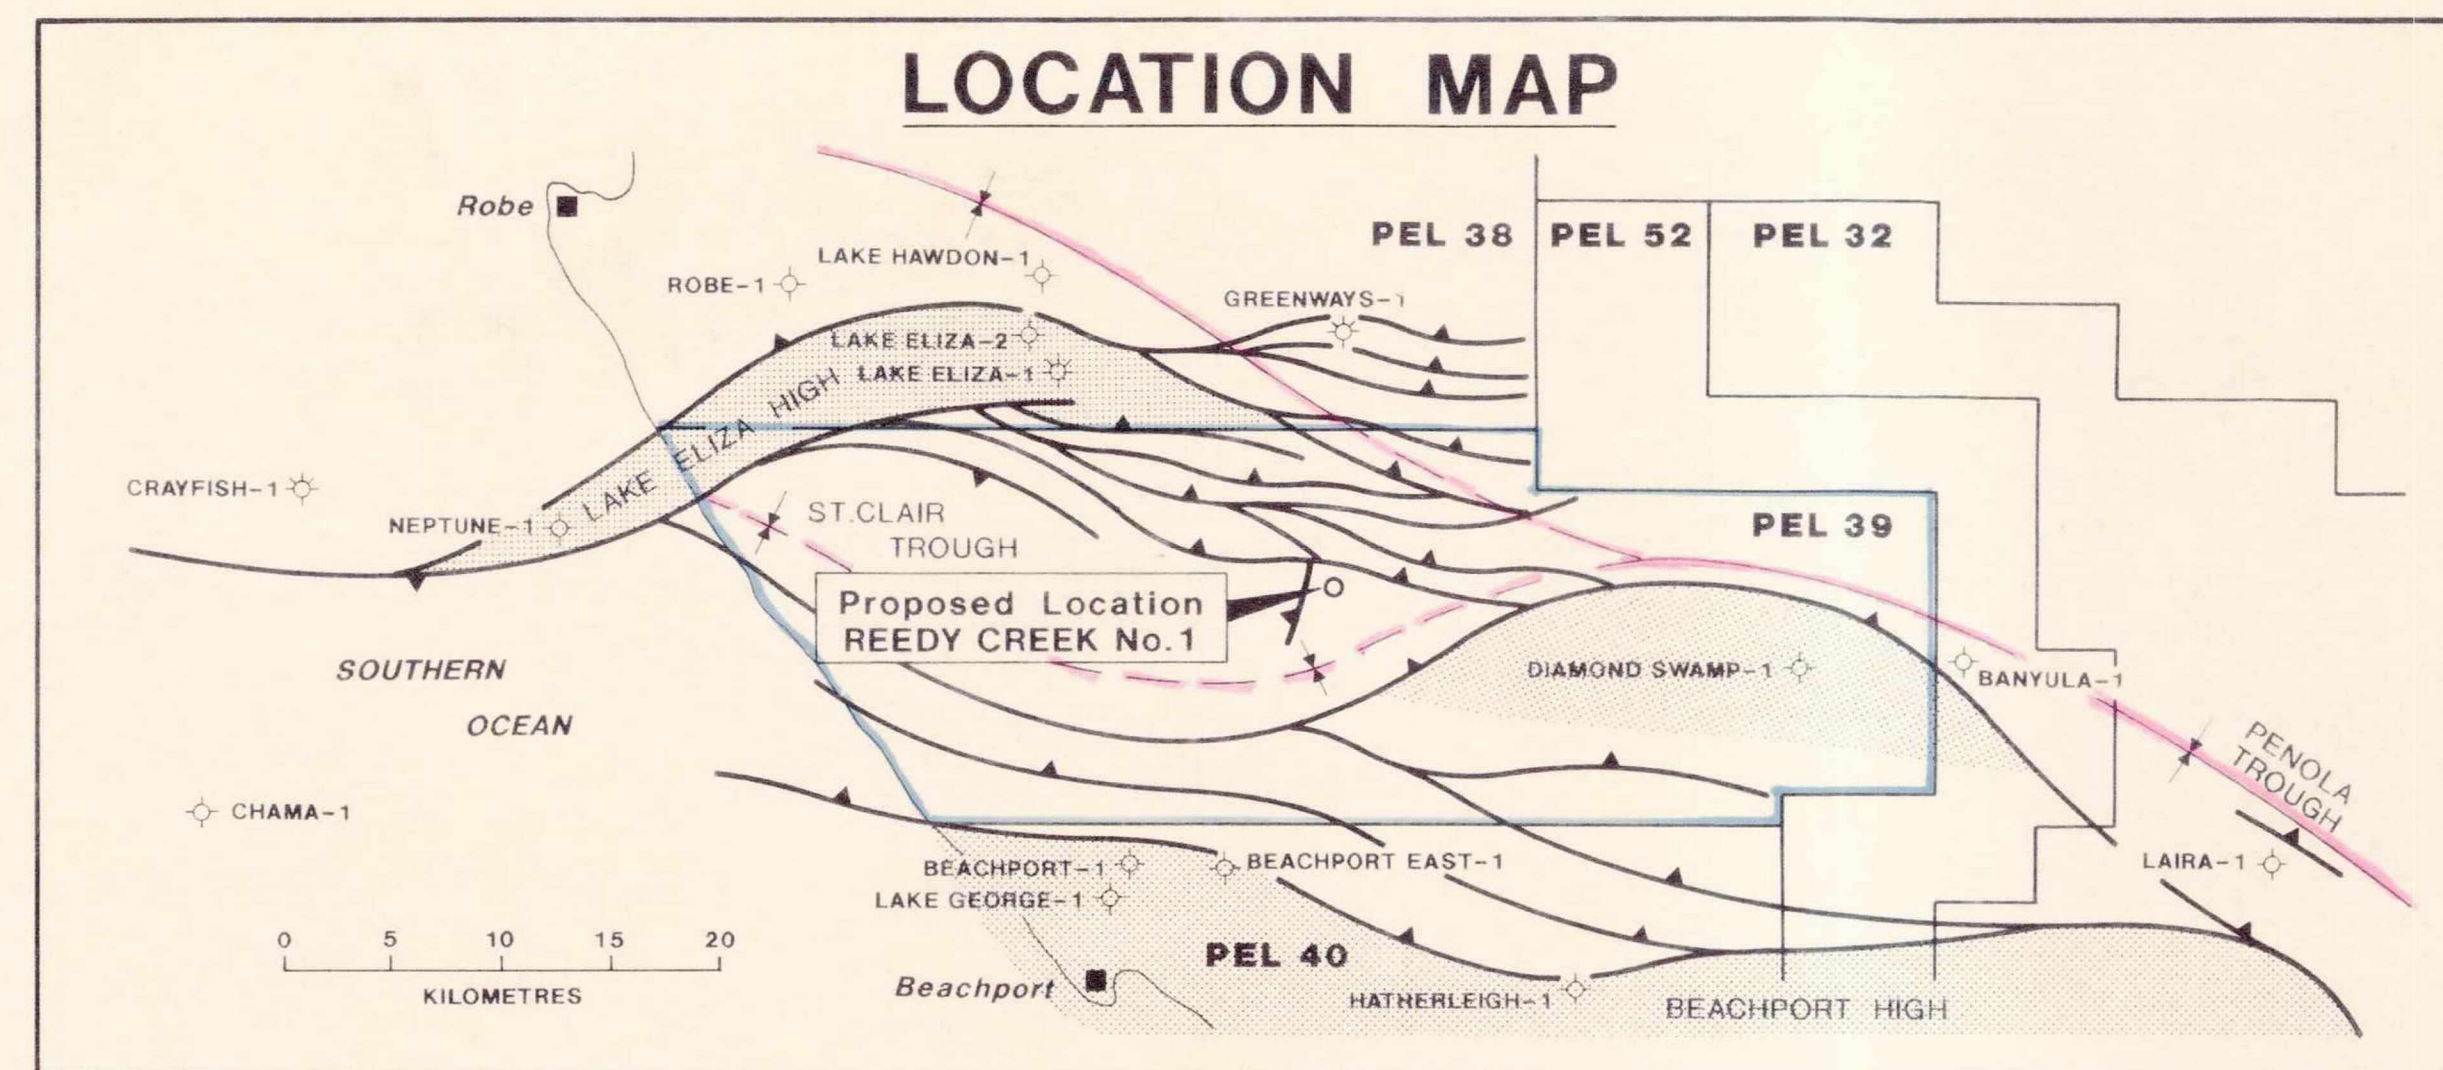 LOCATION MAP
Robe
PEL 38
PEL 52
PEL 32
LAKE HAWDON-1
ROBE-1
GREENWAYS-1
LAKE ELIZA-2
LAKE ELIZA-1
LAKE ELIZA HIGH
CRAYFISH-1
NEPTUNE-1
ST.CLAIR
TROUGH
PEL 39
Proposed Location
REEDY CREEK No.1
SOUTHERN
OCEAN
DIAMOND SWAMP-1
BANYULA-1
PENOLA
TROUGH
CHAMA-1
BEACHPORT-1
BEACHPORT EAST-1
LAIRA-1
LAKE GEORGE-1
0 5 10 15 20
KILOMETRES
PEL 40
Beachport
HATHERLEIGH-1
BEACHPORT HIGH